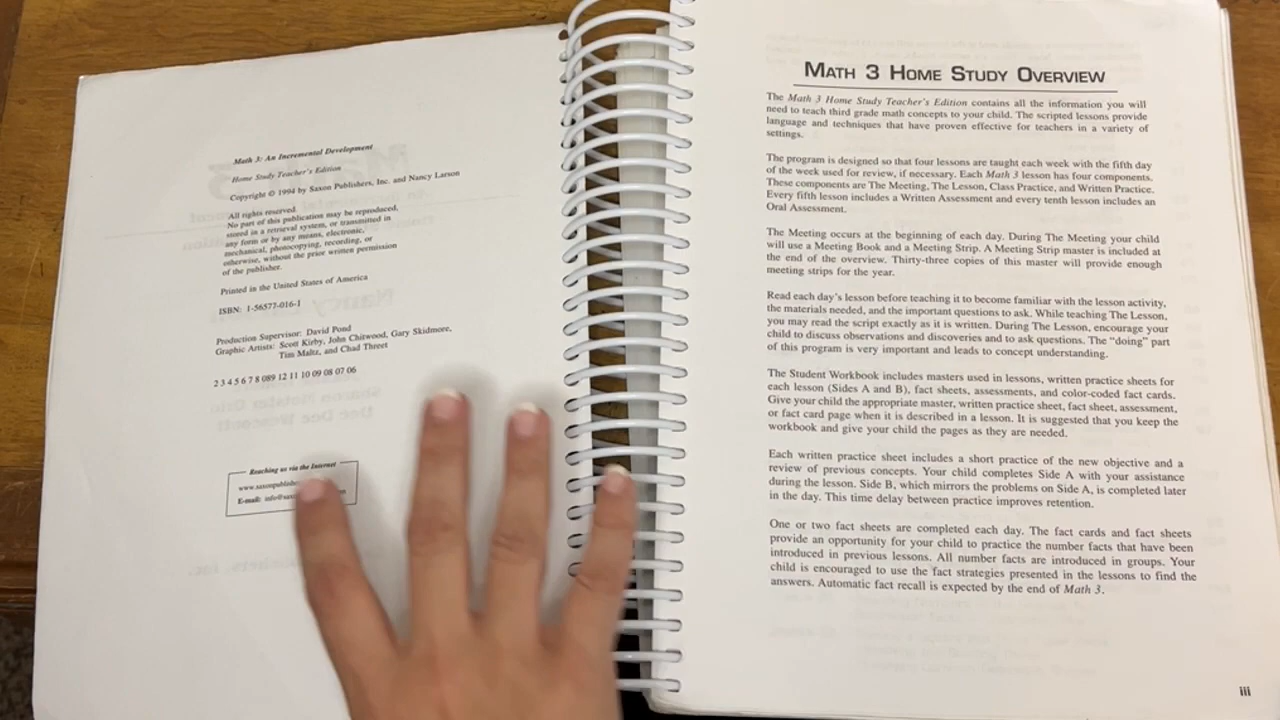 Math 3: An Incremental Development
Home Study Teacher's Edition
Copyright © 1994 by Saxon Publishers, Inc. and Nancy Larson
All rights reserved.
No part of this publication may be reproduced,
stored in a retrieval system, or transmitted in
any form or by any means, electronic,
mechanical, photocopying, recording, or
otherwise, without the prior written permission
of the publisher.
Printed in the United States of America
ISBN: 1-56577-016-1
Production Supervisor: David Pond
Graphic Artists: Scott Kirby, John Chitwood, Gary Skidmore,
Tim Maltz, and Chad Threet
2 3 4 5 6 7 8 089 12 11 10 09 08 07 06
Reaching us via the Internet
E-mail:
MATH 3 HOME STUDY OVERVIEW
The Math 3 Home Study Teacher's Edition contains all the information you will
need to teach third grade math concepts to your child. The scripted lessons provide
language and techniques that have proven effective for teachers in a variety of
settings.
The program is designed so that four lessons are taught each week with the fifth day
of the week used for review, if necessary. Each Math 3 lesson has four components.
These components are The Meeting, The Lesson, Class Practice, and Written Practice.
Every fifth lesson includes a Written Assessment and every tenth lesson includes an
Oral Assessment.
The Meeting occurs at the beginning of each day. During The Meeting your child
will use a Meeting Book and a Meeting Strip. A Meeting Strip master is included at
the end of the overview. Thirty-three copies of this master will provide enough
meeting strips for the year.
Read each day's lesson before teaching it to become familiar with the lesson activity,
the materials needed, and the important questions to ask. While teaching The Lesson,
you may read the script exactly as it is written. During The Lesson, encourage your
child to discuss observations and discoveries and to ask questions. The "doing" part
of this program is very important and leads to concept understanding.
The Student Workbook includes masters used in lessons, written practice sheets for
each lesson (Sides A and B), fact sheets, assessments, and color-coded fact cards.
Give your child the appropriate master, written practice sheet, fact sheet, assessment,
or fact card page when it is described in a lesson. It is suggested that you keep the
workbook and give your child the pages as they are needed.
Each written practice sheet includes a short practice of the new objective and a
review of previous concepts. Your child completes Side A with your assistance
during the lesson. Side B, which mirrors the problems on Side A, is completed later
in the day. This time delay between practice improves retention.
One or two fact sheets are completed each day. The fact cards and fact sheets
provide an opportunity for your child to practice the number facts that have been
introduced in previous lessons. All number facts are introduced in groups. Your
child is encouraged to use the fact strategies presented in the lessons to find the
answers. Automatic fact recall is expected by the end of Math 3.
iii